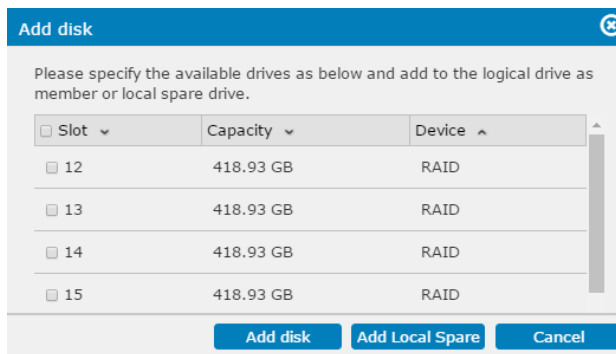 Add disk
Please specify the available drives as below and add to the logical drive as
member or local spare drive.
Slot Capacity Device
12 418.93 GB RAID
13 418.93 GB RAID
14 418.93 GB RAID
15 418.93 GB RAID
Add disk Add Local Spare Cancel